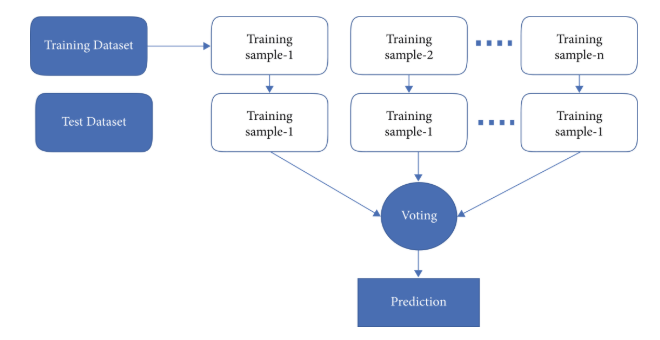 Training Dataset
Training
sample-1
Training
sample-2
Training
sample-n
Test Dataset
Training
sample-1
Training
sample-1
Training
sample-1
Voting
Prediction